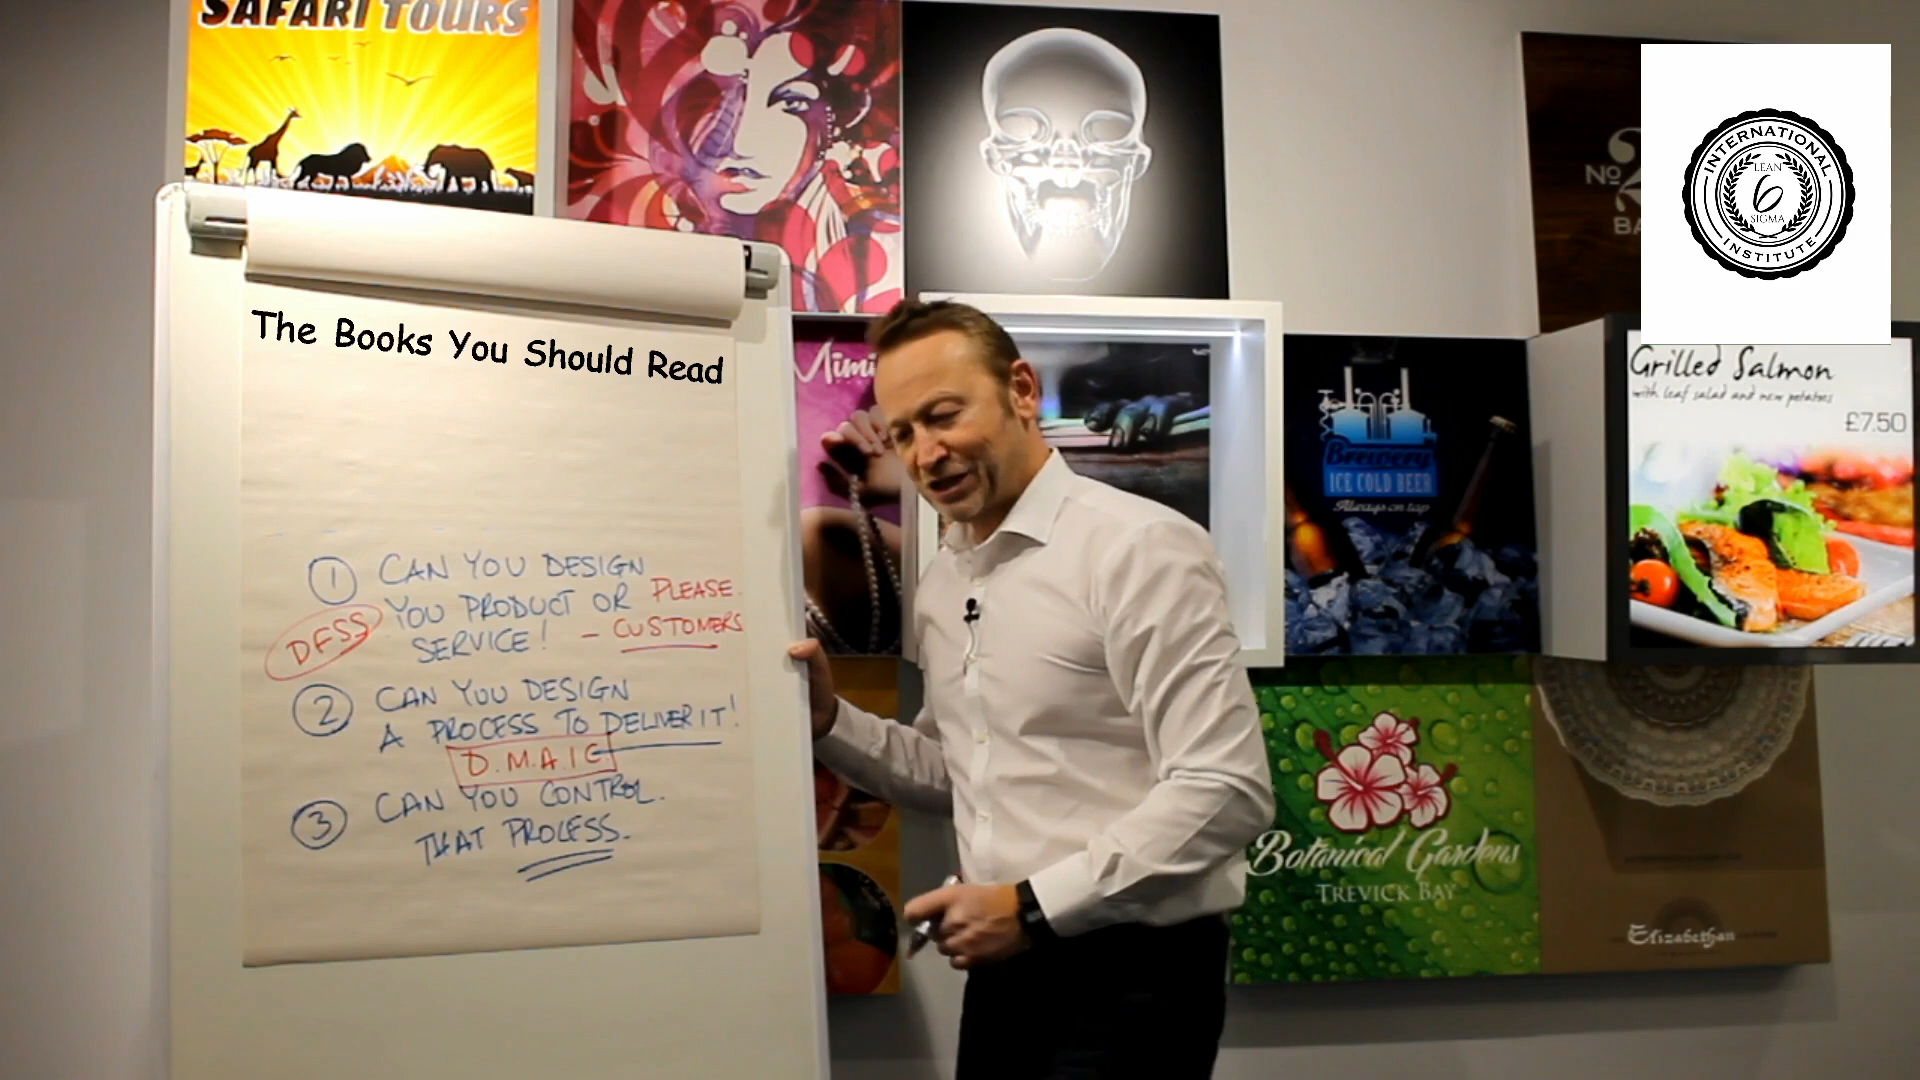 SAFARI TOURS
The Books You Should Read
1 CAN YOU DESIGN
YOU PRODUCT OR PLEASE.
SERVICE! - CUSTOMERS
DFSS
2 CAN YOU DESIGN
A PROCESS TO DELIVER IT!
D.M.A.I.C
3 CAN YOU CONTROL.
THAT PROCESS.
Brewery
ICE COLD BEER
Always on tap
No 2
INTERNATIONAL
LEAN
6
SIGMA
INSTITUTE
Grilled Salmon
with leaf salad and new potatoes
£7.50
Botanical Gardens
TREVICK BAY
Elizabethan